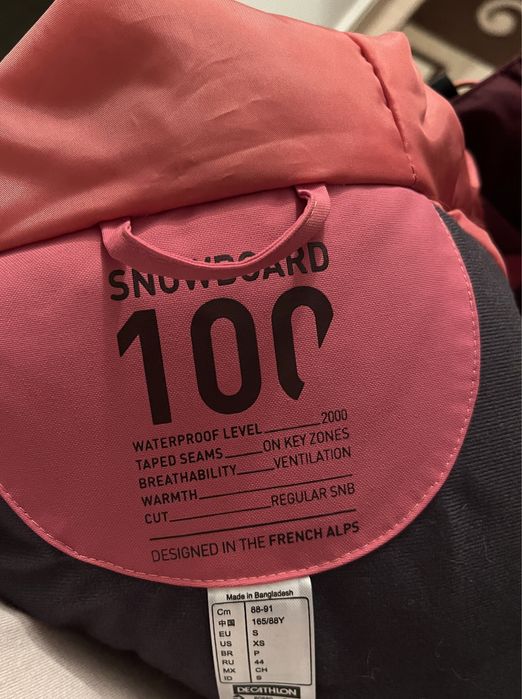 SNOWBOARD
100
WATERPROOF LEVEL 2000
TAPED SEAMS ON KEY ZONES
BREATHABILITY VENTILATION
WARMTH
CUT REGULAR SNB
DESIGNED IN THE FRENCH ALPS
Made in Bangladesh
Cm 88-91
中国 165/88Y
EU S
US XS
BR P
RU 44
MX CH
ID S
DECATHLON